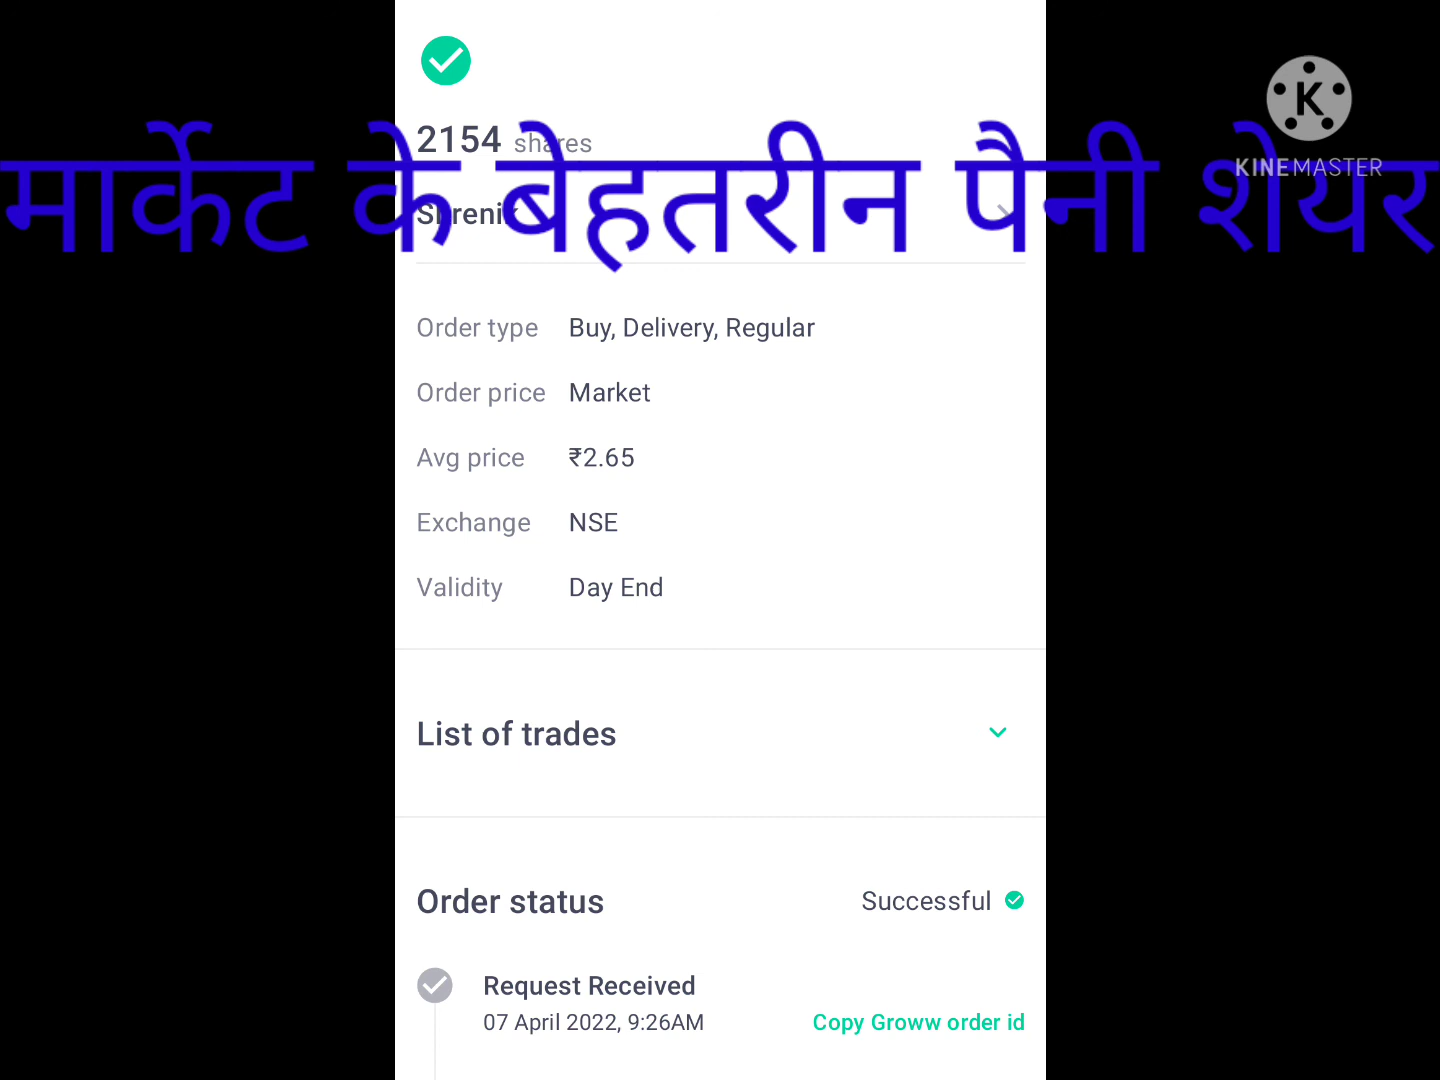 2154 shares
KINEMASTER
मार्केट के बेहतरीन पैनी शेयर
Shrenik
Order type Buy, Delivery, Regular
Order price Market
Avg price ₹2.65
Exchange NSE
Validity Day End
List of trades
Order status Successful
Request Received
07 April 2022, 9:26AM Copy Groww order id